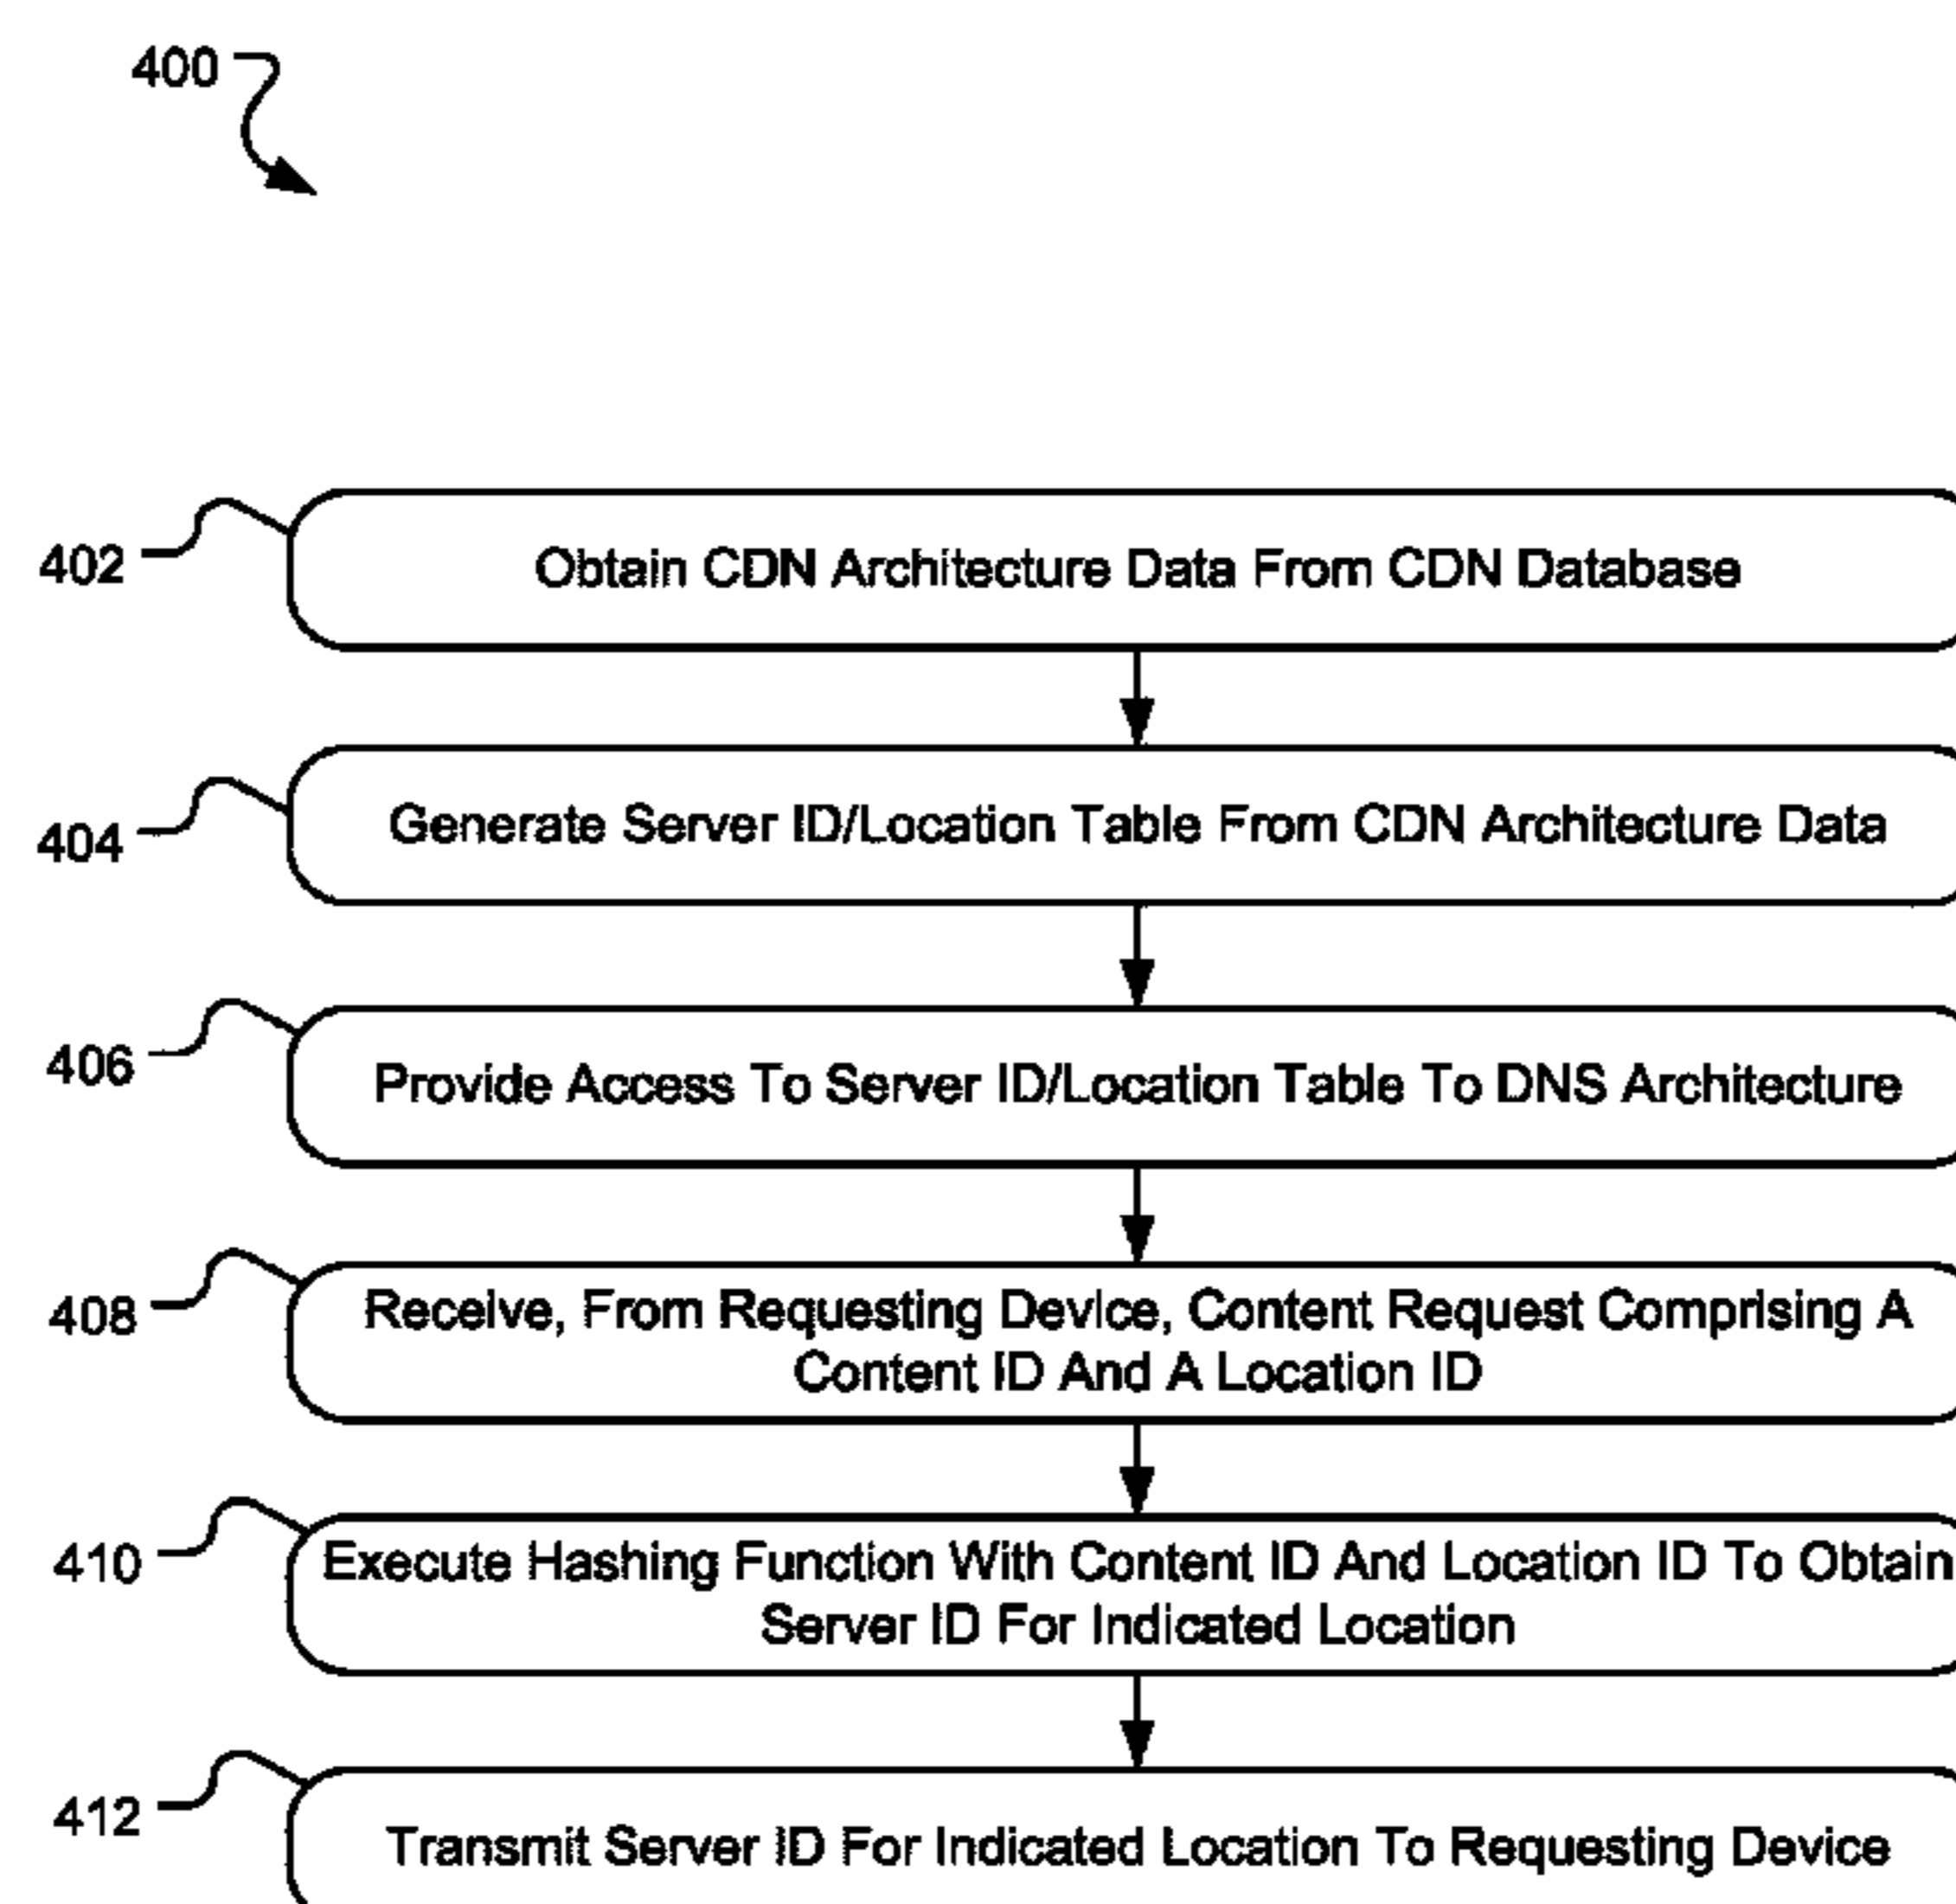 400
402
Obtain CDN Architecture Data From CDN Database
404
Generate Server ID/Location Table From CDN Architecture Data
406
Provide Access To Server ID/Location Table To DNS Architecture
408
Receive, From Requesting Device, Content Request Comprising A
Content ID And A Location ID
410
Execute Hashing Function With Content ID And Location ID To Obtain
Server ID For Indicated Location
412
Transmit Server ID For Indicated Location To Requesting Device